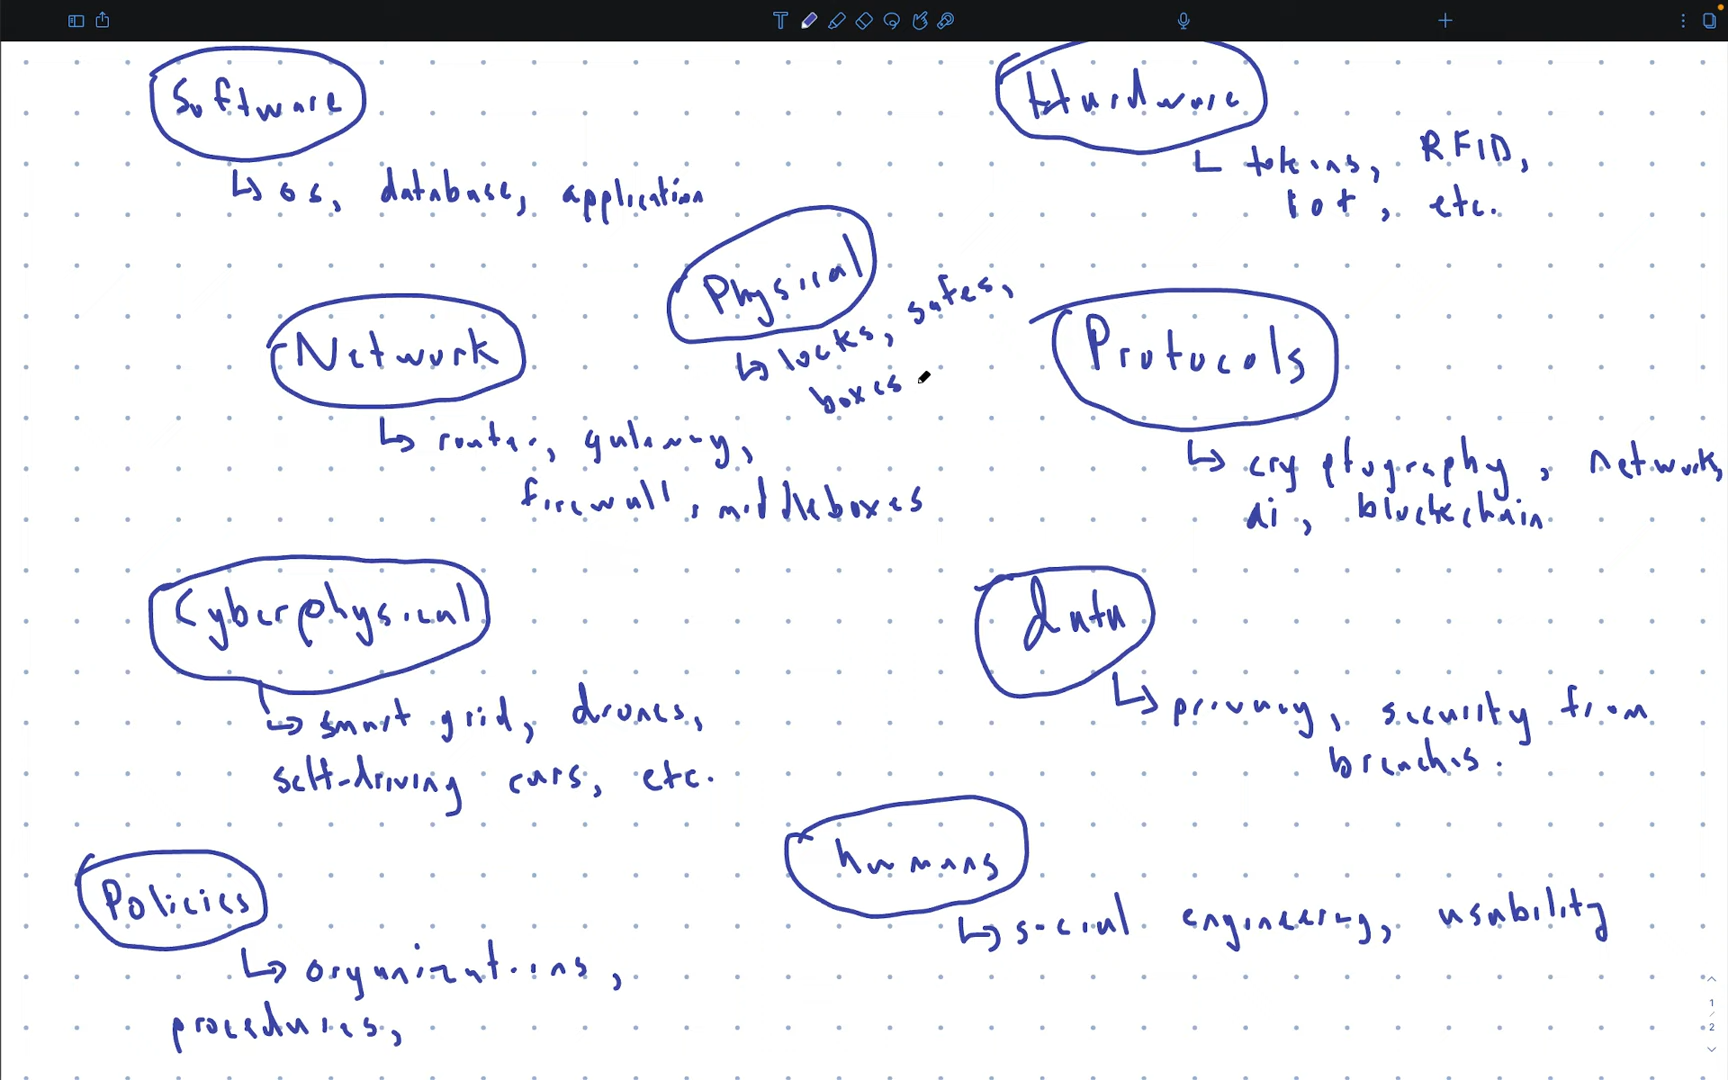 Software
↳ os, database, application
Hardware
↳ tokens, RFID,
iot, etc.
Physical
↳ locks, safes,
boxes
Network
↳ router, gateway,
firewall, middleboxes
Protocols
↳ cryptography, network,
ai, blockchain
Cyberphysical
↳ smart grid, drones,
self-driving cars, etc.
data
↳ privacy, security from
breaches.
humans
↳ social engineering, usability
Policies
↳ organizations,
procedures,
1
/
2